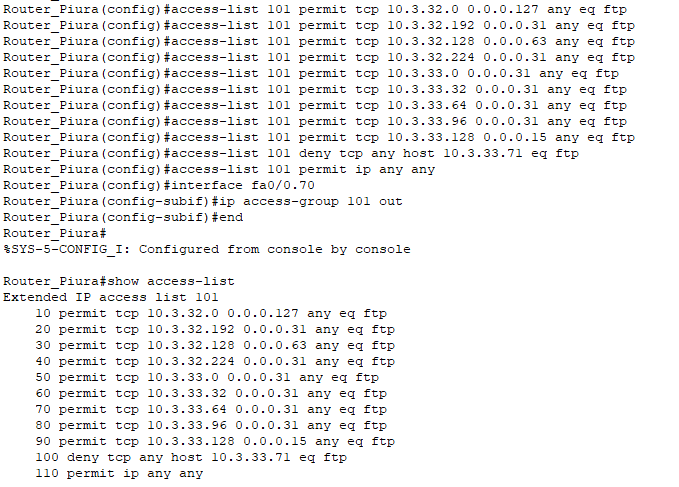 Router_Piura(config)#access-list 101 permit tcp 10.3.32.0 0.0.0.127 any eq ftp
Router_Piura(config)#access-list 101 permit tcp 10.3.32.192 0.0.0.31 any eq ftp
Router_Piura(config)#access-list 101 permit tcp 10.3.32.128 0.0.0.63 any eq ftp
Router_Piura(config)#access-list 101 permit tcp 10.3.32.224 0.0.0.31 any eq ftp
Router_Piura(config)#access-list 101 permit tcp 10.3.33.0 0.0.0.31 any eq ftp
Router_Piura(config)#access-list 101 permit tcp 10.3.33.32 0.0.0.31 any eq ftp
Router_Piura(config)#access-list 101 permit tcp 10.3.33.64 0.0.0.31 any eq ftp
Router_Piura(config)#access-list 101 permit tcp 10.3.33.96 0.0.0.31 any eq ftp
Router_Piura(config)#access-list 101 permit tcp 10.3.33.128 0.0.0.15 any eq ftp
Router_Piura(config)#access-list 101 deny tcp any host 10.3.33.71 eq ftp
Router_Piura(config)#access-list 101 permit ip any any
Router_Piura(config)#interface fa0/0.70
Router_Piura(config-subif)#ip access-group 101 out
Router_Piura(config-subif)#end
Router_Piura#
%SYS-5-CONFIG_I: Configured from console by console

Router_Piura#show access-list
Extended IP access list 101
    10 permit tcp 10.3.32.0 0.0.0.127 any eq ftp
    20 permit tcp 10.3.32.192 0.0.0.31 any eq ftp
    30 permit tcp 10.3.32.128 0.0.0.63 any eq ftp
    40 permit tcp 10.3.32.224 0.0.0.31 any eq ftp
    50 permit tcp 10.3.33.0 0.0.0.31 any eq ftp
    60 permit tcp 10.3.33.32 0.0.0.31 any eq ftp
    70 permit tcp 10.3.33.64 0.0.0.31 any eq ftp
    80 permit tcp 10.3.33.96 0.0.0.31 any eq ftp
    90 permit tcp 10.3.33.128 0.0.0.15 any eq ftp
    100 deny tcp any host 10.3.33.71 eq ftp
    110 permit ip any any